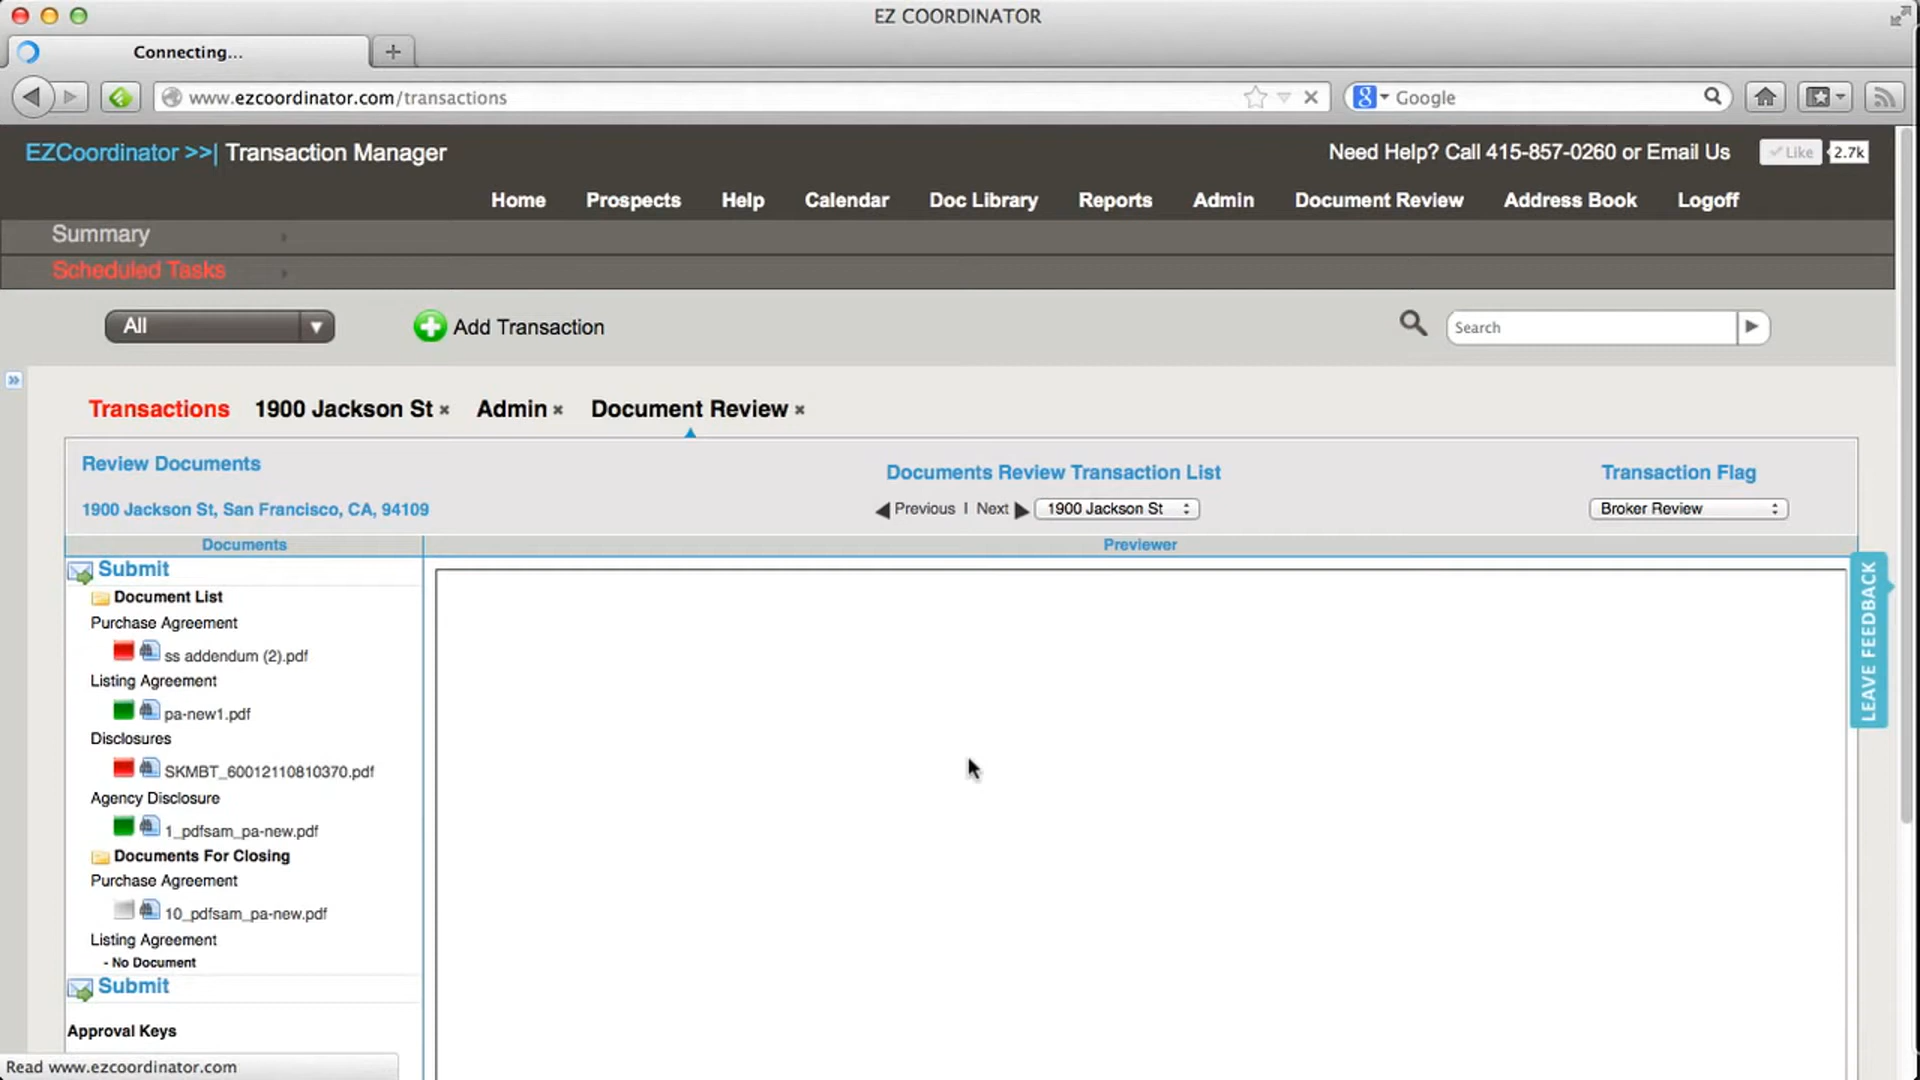 EZ COORDINATOR
Connecting...
www.ezcoordinator.com/transactions
Google
EZCoordinator >>| Transaction Manager
Need Help? Call 415-857-0260 or Email Us
Like
2.7k
Home Prospects Help Calendar Doc Library Reports Admin Document Review Address Book Logoff
Summary
Scheduled Tasks
All
Add Transaction
Search
Transactions 1900 Jackson St × Admin × Document Review ×
Review Documents
Documents Review Transaction List
Transaction Flag
1900 Jackson St, San Francisco, CA, 94109
Previous | Next 1900 Jackson St
Broker Review
Documents
Previewer
Submit
Document List
Purchase Agreement
ss addendum (2).pdf
Listing Agreement
pa-new1.pdf
Disclosures
SKMBT_60012110810370.pdf
Agency Disclosure
1_pdfsam_pa-new.pdf
Documents For Closing
Purchase Agreement
10_pdfsam_pa-new.pdf
Listing Agreement
- No Document
Submit
Approval Keys
Read www.ezcoordinator.com
LEAVE FEEDBACK